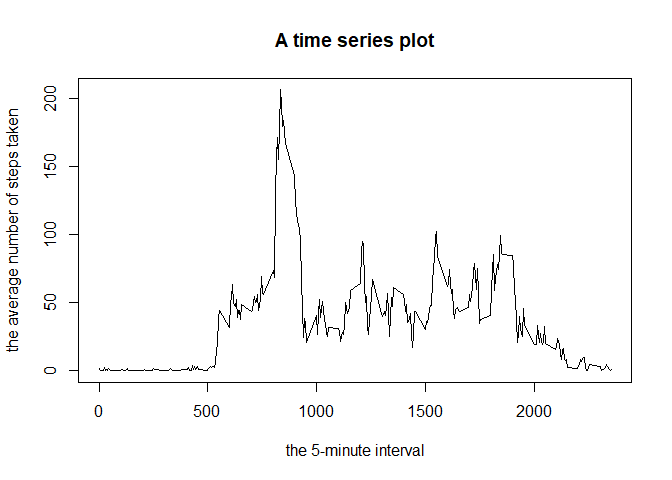 A time series plot
the average number of steps taken
200
150
100
50
0
0 500 1000 1500 2000
the 5-minute interval